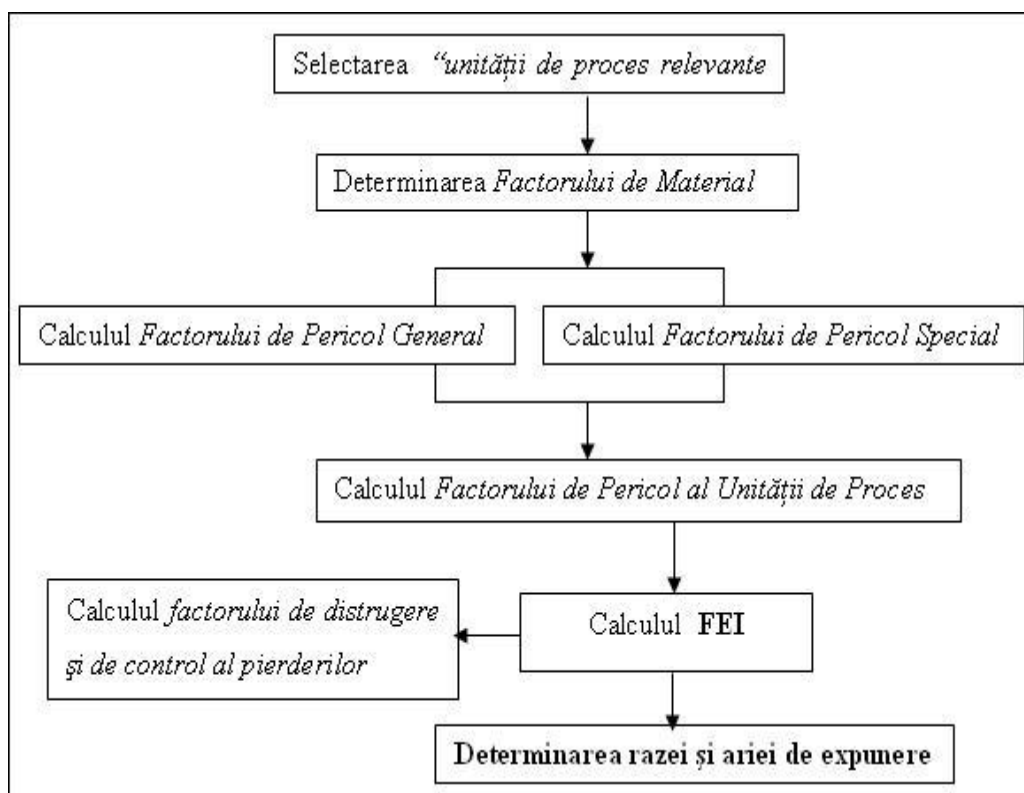 Selectarea “unității de proces relevante
Determinarea Factorului de Material
Calculul Factorului de Pericol General
Calculul Factorului de Pericol Special
Calculul Factorului de Pericol al Unității de Proces
Calculul factorului de distrugere
și de control al pierderilor
Calculul FEI
Determinarea razei și ariei de expunere